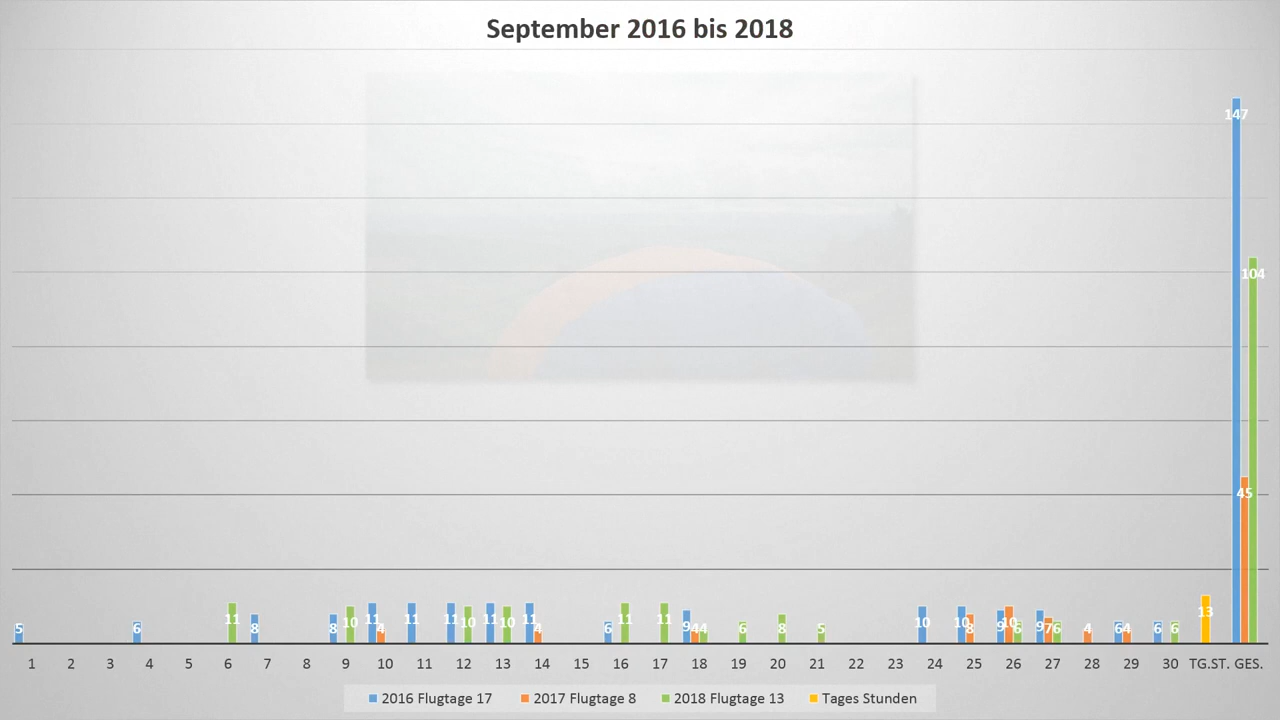 September 2016 bis 2018
147
104
45
13
5 6 11 8 8 10 11 4 11 11 10 11 10 11 4 6 11 11 9 4 4 6 8 5 10 10 8 9 10 6 9 7 6 4 6 4 6 6
1 2 3 4 5 6 7 8 9 10 11 12 13 14 15 16 17 18 19 20 21 22 23 24 25 26 27 28 29 30 TG.ST. GES.
2016 Flugtage 17 2017 Flugtage 8 2018 Flugtage 13 Tages Stunden